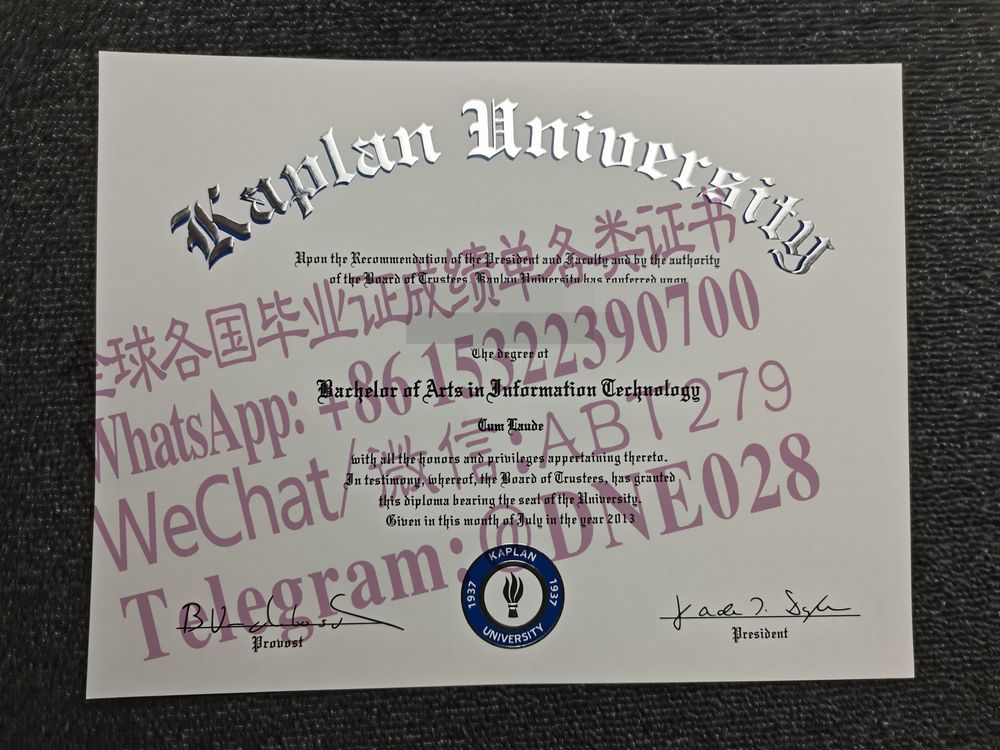 Kaplan University
Upon the Recommendation of the President and Faculty and by the authority
of the Board of Trustees, Kaplan University has conferred upon
The degree of
Bachelor of Arts in Information Technology
Cum Laude
with all the honors and privileges appertaining thereto.
In testimony, whereof, the Board of Trustees, has granted
this diploma bearing the seal of the University.
Given in this month of July in the year 2013
全球各国毕业证成绩单各类证书
WhatsApp: +86 15322390700
WeChat/微信:ABT279
Telegram:@DNE028
KAPLAN
1937
1937
UNIVERSITY
Provost
President